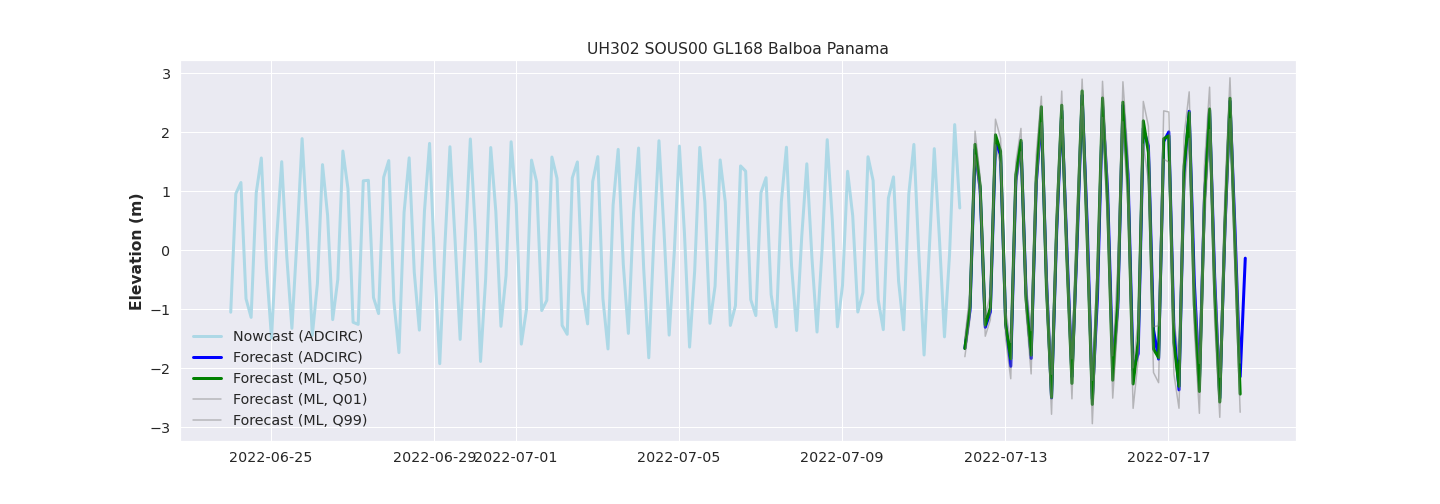 UH302 SOUS00 GL168 Balboa Panama
3
2
1
0
−1
−2
−3
Elevation (m)
Nowcast (ADCIRC)
Forecast (ADCIRC)
Forecast (ML, Q50)
Forecast (ML, Q01)
Forecast (ML, Q99)
2022-06-25 2022-06-29 2022-07-01 2022-07-05 2022-07-09 2022-07-13 2022-07-17